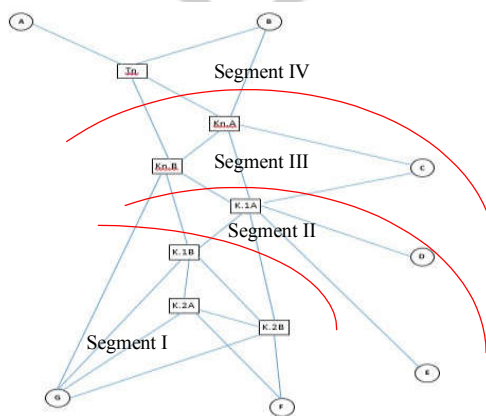 A
B
Tn
Segment IV
Kn.A
Segment III
Kn.B
C
K.1A
Segment II
K.1B
D
K.2A
K.2B
Segment I
E
G
F